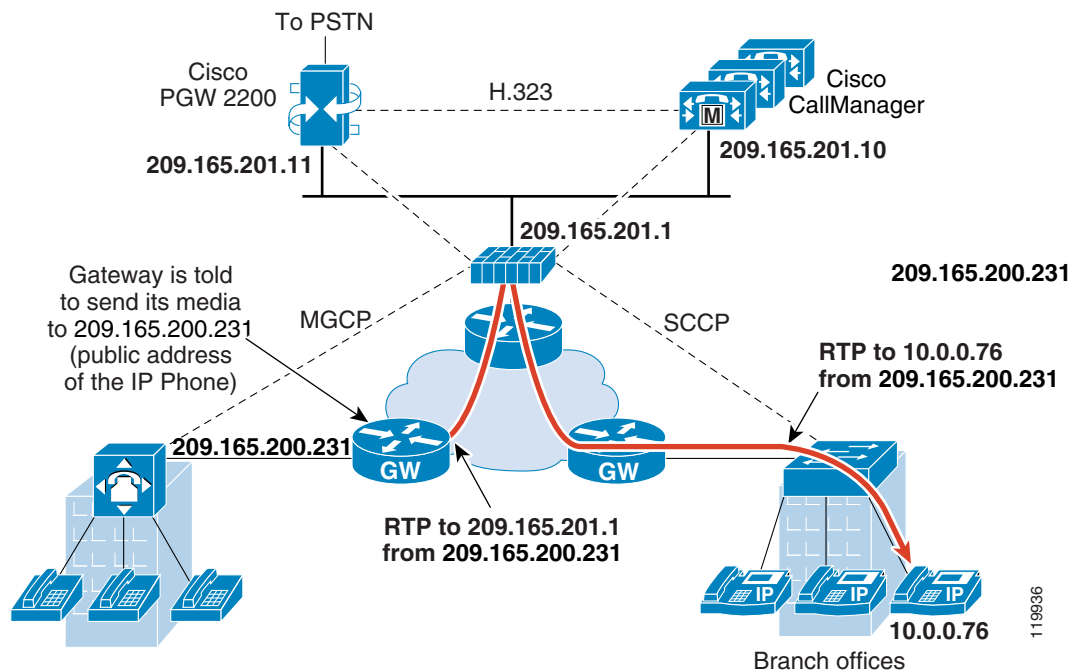 To PSTN
Cisco
PGW 2200
H.323
M
Cisco
CallManager
209.165.201.11
209.165.201.10
209.165.201.1
Gateway is told
to send its media
to 209.165.200.231
(public address
of the IP Phone)
MGCP
SCCP
209.165.200.231
RTP to 10.0.0.76
from 209.165.200.231
209.165.200.231
GW
GW
RTP to 209.165.201.1
from 209.165.200.231
IP
IP
IP
10.0.0.76
Branch offices
119936